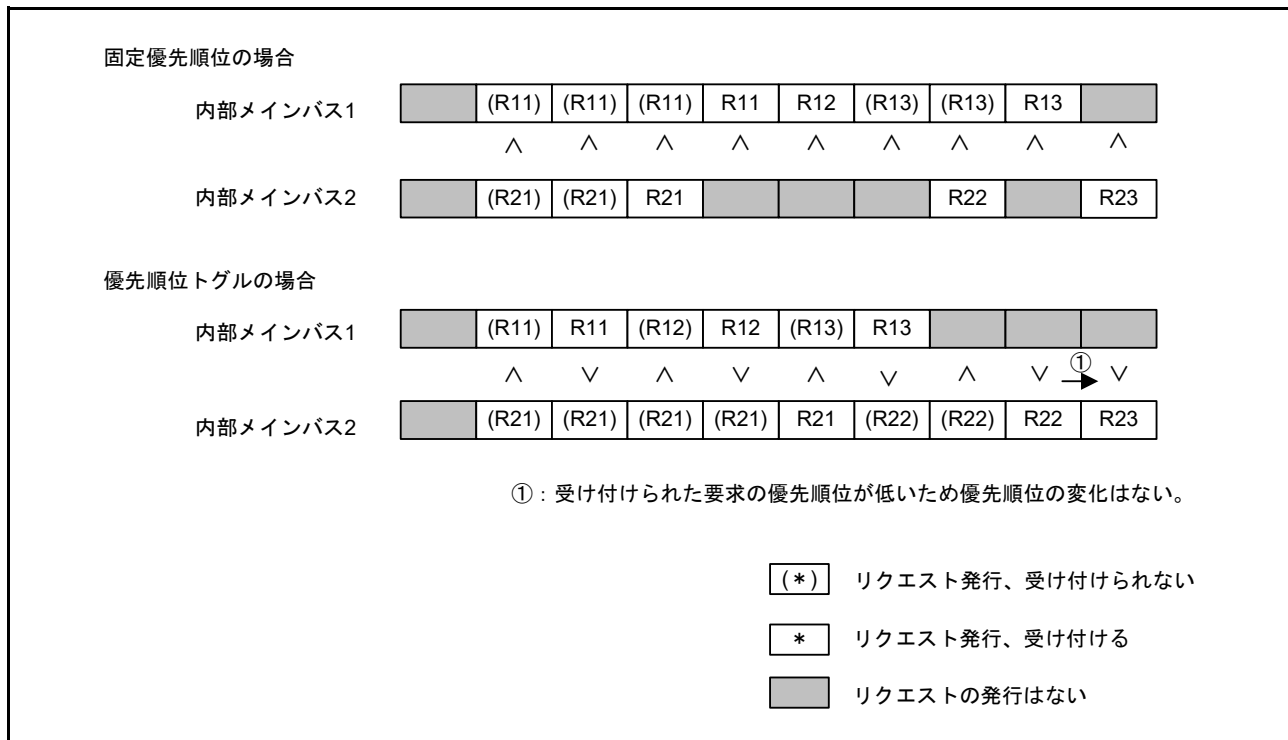 固定優先順位の場合
内部メインバス1 (R11) (R11) (R11) R11 R12 (R13) (R13) R13
∧ ∧ ∧ ∧ ∧ ∧ ∧ ∧ ∧
内部メインバス2 (R21) (R21) R21 R22 R23
優先順位トグルの場合
内部メインバス1 (R11) R11 (R12) R12 (R13) R13
∧ ∨ ∧ ∨ ∧ ∨ ∧ ∨ ① ∨
内部メインバス2 (R21) (R21) (R21) (R21) R21 (R22) (R22) R22 R23
①：受け付けられた要求の優先順位が低いため優先順位の変化はない。
(*) リクエスト発行、受け付けられない
* リクエスト発行、受け付ける
リクエストの発行はない